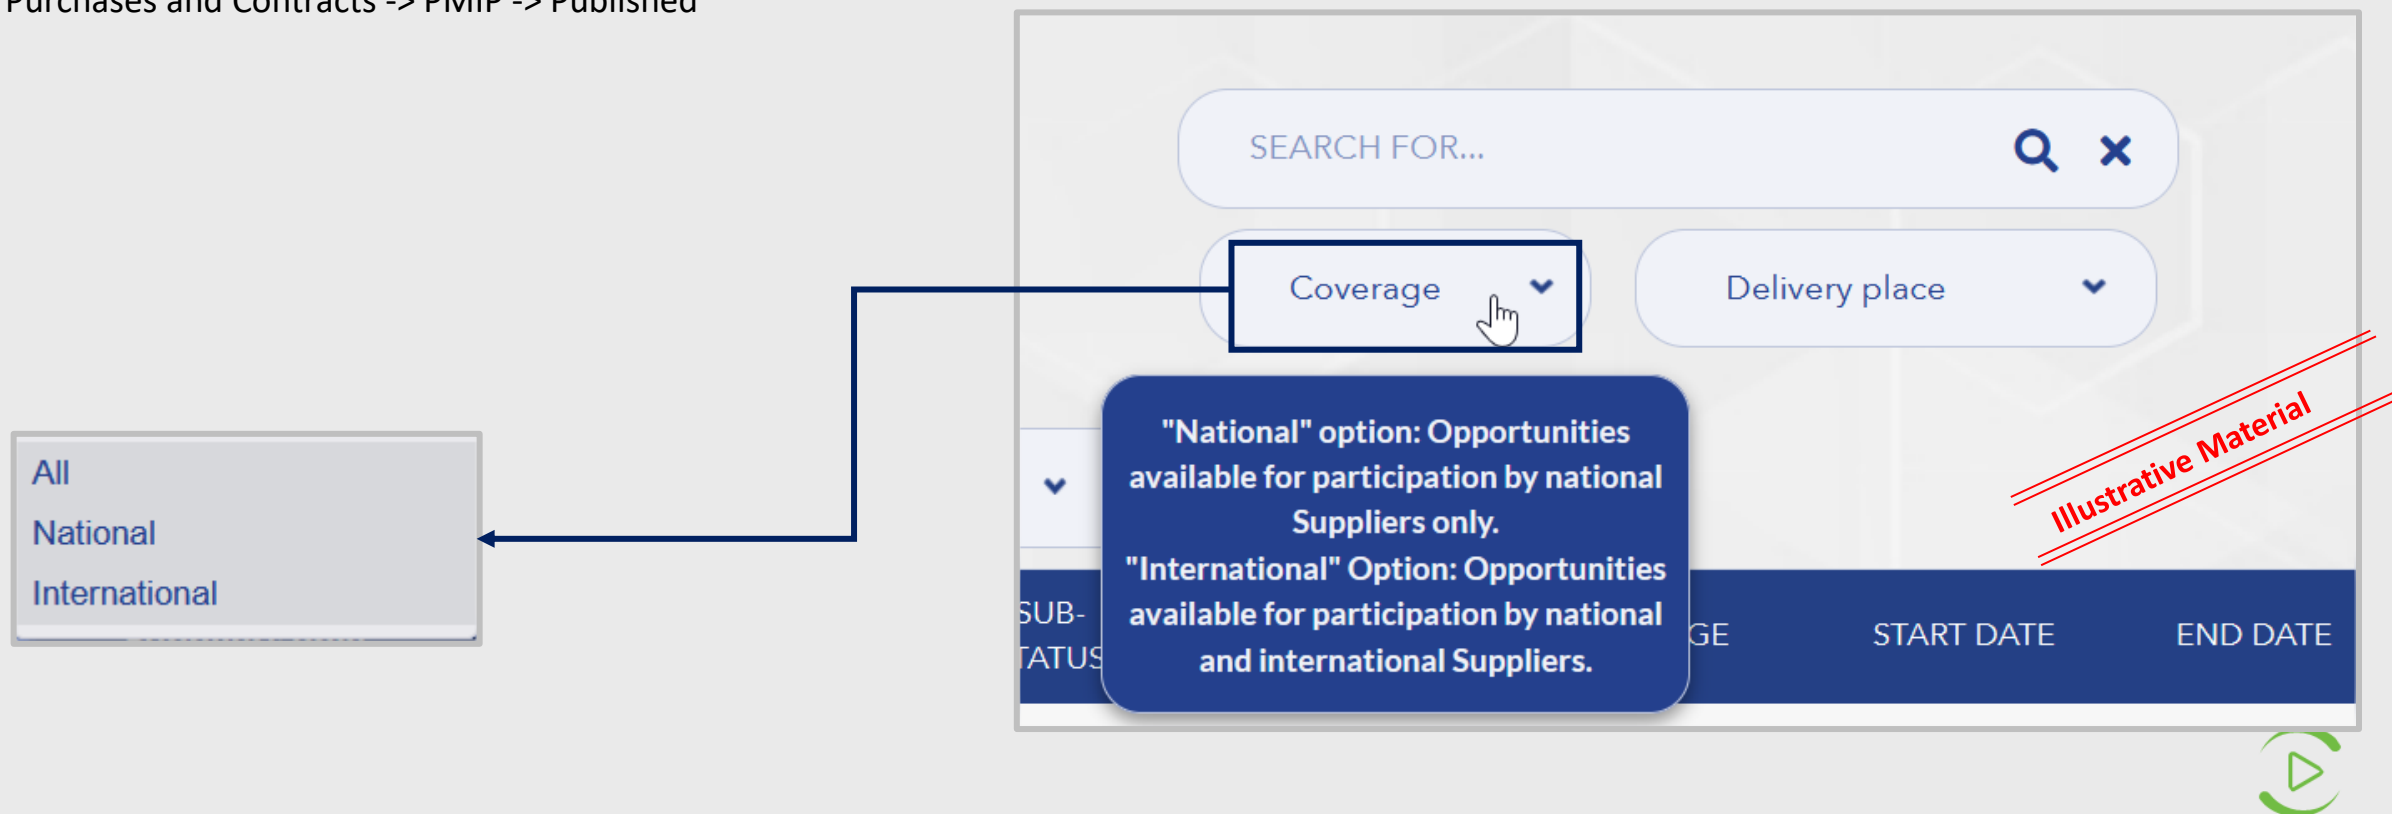 Purchases and Contracts -> PMIP -> Published
SEARCH FOR...
Coverage
Delivery place
"National" option: Opportunities
available for participation by national
Suppliers only.
"International" Option: Opportunities
available for participation by national
and international Suppliers.
Illustrative Material
All
National
International
SUB-
TATUS
GE
START DATE
END DATE